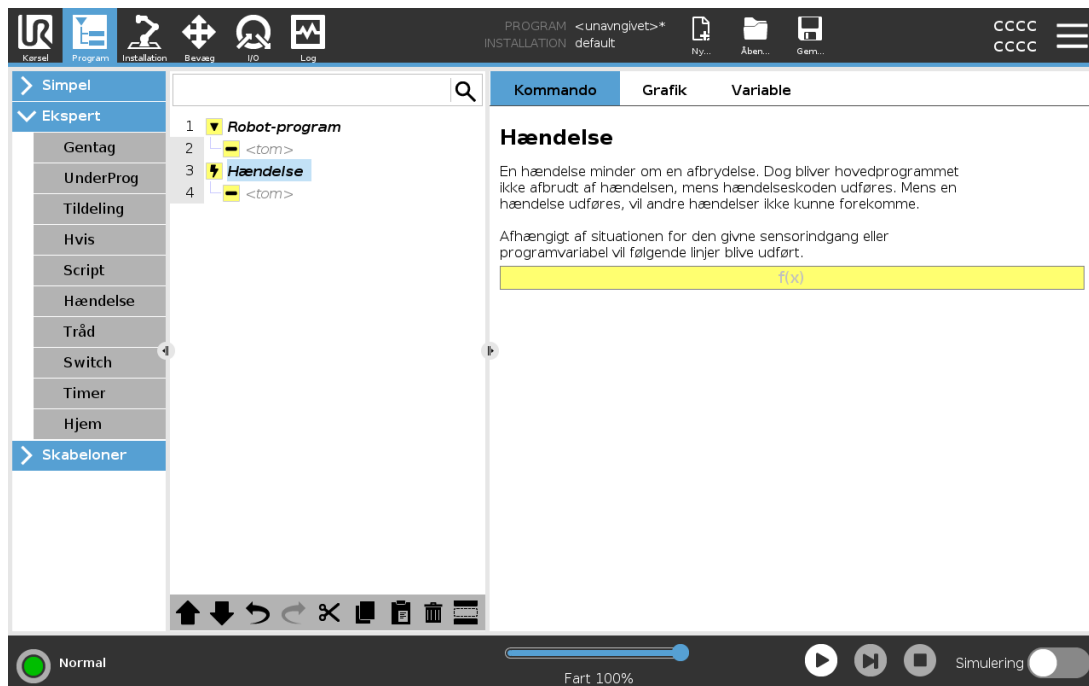 UR
Kørsel
Program
Installation
Bevæg
I/O
Log
PROGRAM <unavngivet>*
INSTALLATION default
Ny...
Åben...
Gem...
CCCC
CCCC
Simpel
Ekspert
Gentag
UnderProg
Tildeling
Hvis
Script
Hændelse
Tråd
Switch
Timer
Hjem
Skabeloner
1 Robot-program
2 <tom>
3 Hændelse
4 <tom>
Kommando Grafik Variable
Hændelse
En hændelse minder om en afbrydelse. Dog bliver hovedprogrammet
ikke afbrudt af hændelsen, mens hændelseskoden udføres. Mens en
hændelse udføres, vil andre hændelser ikke kunne forekomme.
Afhængigt af situationen for den givne sensorindgang eller
programvariabel vil følgende linjer blive udført.
f(x)
Normal
Fart 100%
Simulering